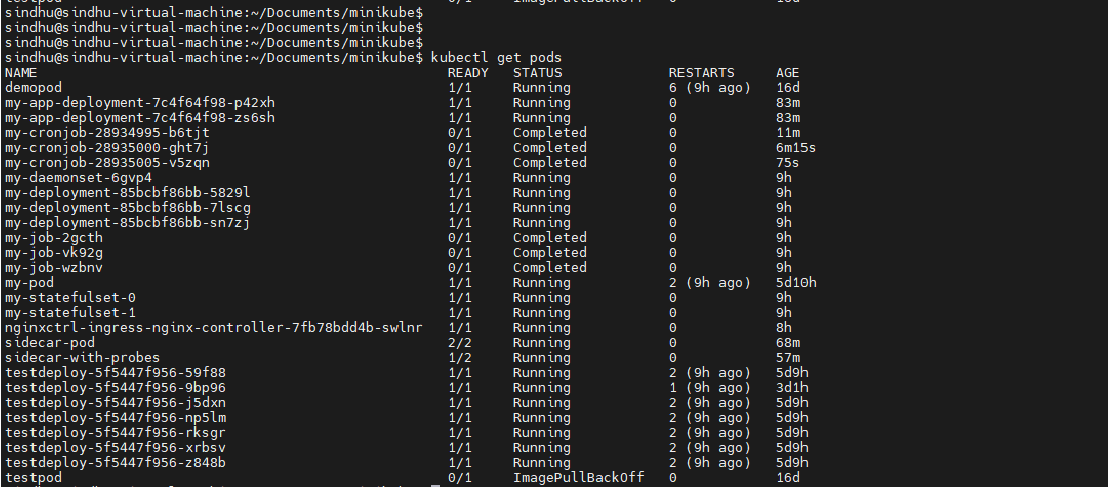 testpod 0/1 ImagePullBackOff 0 16d
sindhu@sindhu-virtual-machine:~/Documents/minikube$
sindhu@sindhu-virtual-machine:~/Documents/minikube$
sindhu@sindhu-virtual-machine:~/Documents/minikube$
sindhu@sindhu-virtual-machine:~/Documents/minikube$ kubectl get pods
NAME READY STATUS RESTARTS AGE
demopod 1/1 Running 6 (9h ago) 16d
my-app-deployment-7c4f64f98-p42xh 1/1 Running 0 83m
my-app-deployment-7c4f64f98-zs6sh 1/1 Running 0 83m
my-cronjob-28934995-b6tjt 0/1 Completed 0 11m
my-cronjob-28935000-ght7j 0/1 Completed 0 6m15s
my-cronjob-28935005-v5zqn 0/1 Completed 0 75s
my-daemonset-6gvp4 1/1 Running 0 9h
my-deployment-85bcbf86bb-5829l 1/1 Running 0 9h
my-deployment-85bcbf86bb-7lscg 1/1 Running 0 9h
my-deployment-85bcbf86bb-sn7zj 1/1 Running 0 9h
my-job-2gcth 0/1 Completed 0 9h
my-job-vk92g 0/1 Completed 0 9h
my-job-wzbnv 0/1 Completed 0 9h
my-pod 1/1 Running 2 (9h ago) 5d10h
my-statefulset-0 1/1 Running 0 9h
my-statefulset-1 1/1 Running 0 9h
nginxctrl-ingress-nginx-controller-7fb78bdd4b-swlnr 1/1 Running 0 8h
sidecar-pod 2/2 Running 0 68m
sidecar-with-probes 1/2 Running 0 57m
testdeploy-5f5447f956-59f88 1/1 Running 2 (9h ago) 5d9h
testdeploy-5f5447f956-9bp96 1/1 Running 1 (9h ago) 3d1h
testdeploy-5f5447f956-j5dxn 1/1 Running 2 (9h ago) 5d9h
testdeploy-5f5447f956-np5lm 1/1 Running 2 (9h ago) 5d9h
testdeploy-5f5447f956-rksgr 1/1 Running 2 (9h ago) 5d9h
testdeploy-5f5447f956-xrbsv 1/1 Running 2 (9h ago) 5d9h
testdeploy-5f5447f956-z848b 1/1 Running 2 (9h ago) 5d9h
testpod 0/1 ImagePullBackOff 0 16d